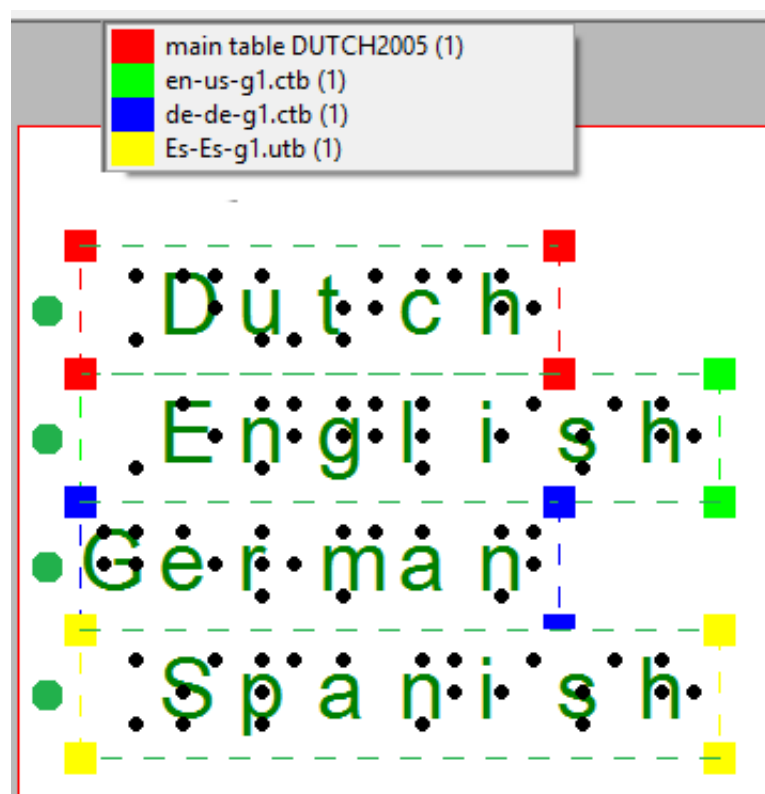 main table DUTCH2005 (1)
en-us-g1.ctb (1)
de-de-g1.ctb (1)
Es-Es-g1.utb (1)
Dutch
English
German
Spanish